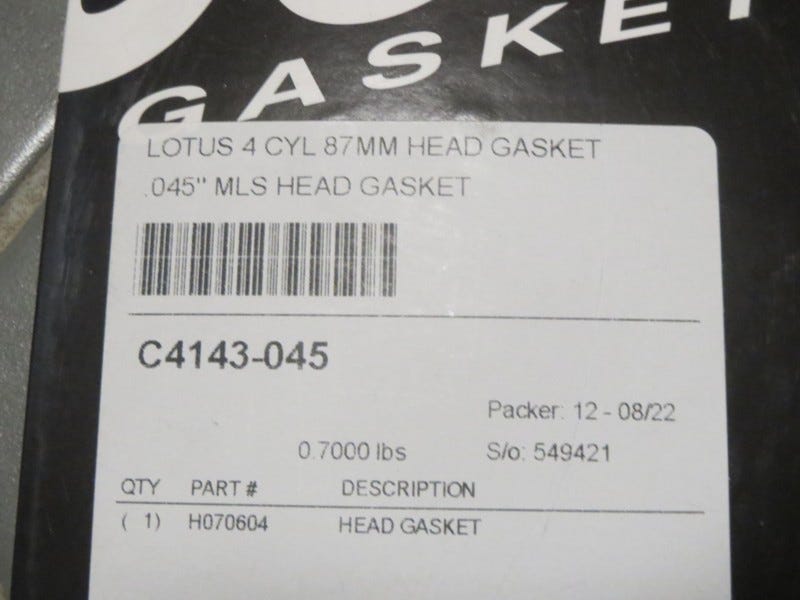 GASKET
LOTUS 4 CYL 87MM HEAD GASKET
.045" MLS HEAD GASKET
C4143-045
Packer: 12 - 08/22
0.7000 lbs S/o: 549421
QTY PART # DESCRIPTION
( 1) H070604 HEAD GASKET